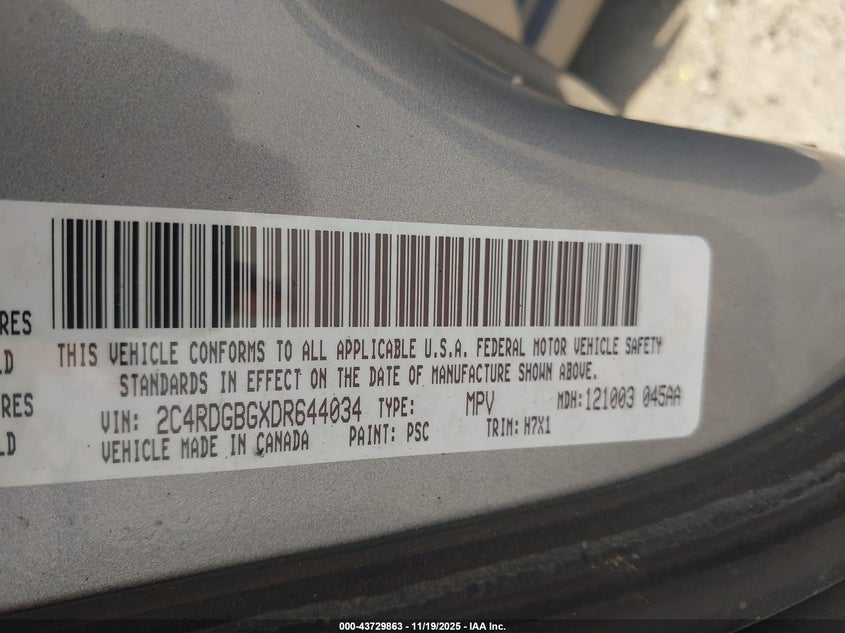 RES
LD
RES
LD
THIS VEHICLE CONFORMS TO ALL APPLICABLE U.S.A. FEDERAL MOTOR VEHICLE SAFETY
STANDARDS IN EFFECT ON THE DATE OF MANUFACTURE SHOWN ABOVE.
VIN: 2C4RDGBGXDR644034 TYPE: MPV MDH:121003 045AA
VEHICLE MADE IN CANADA PAINT: PSC TRIM: H7X1
000-43729863 - 11/19/2025 - IAA Inc.